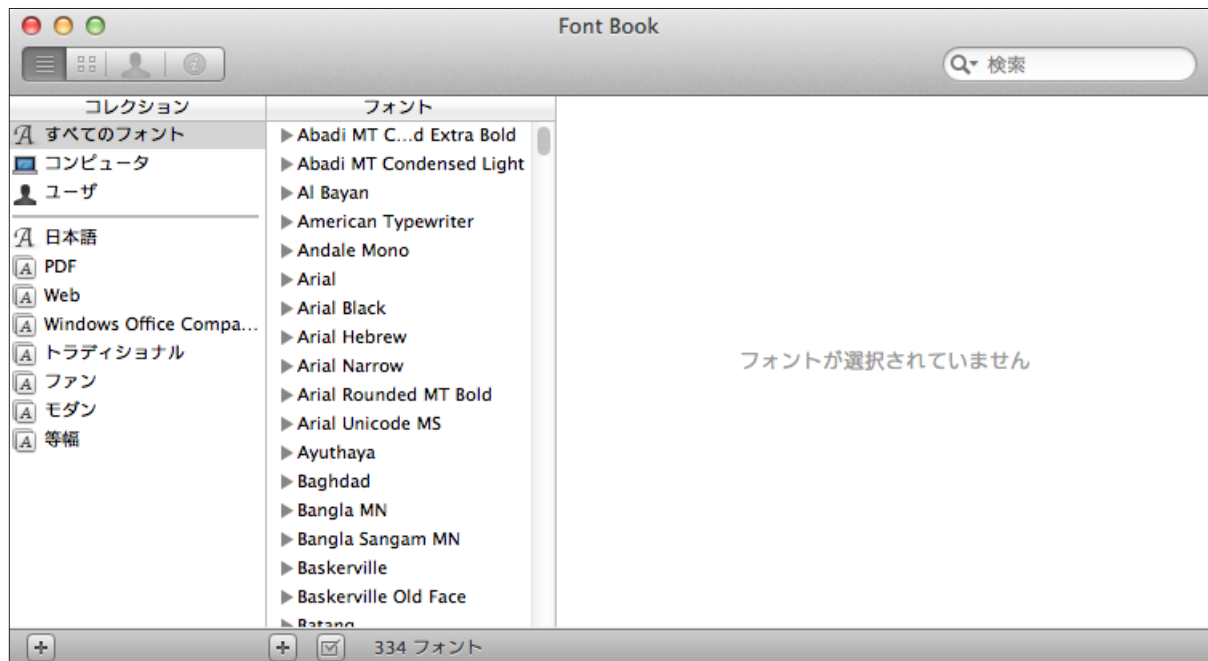 Font Book
検索
コレクション
すべてのフォント
コンピュータ
ユーザ
日本語
PDF
Web
Windows Office Compa...
トラディショナル
ファン
モダン
等幅
フォント
Abadi MT C...d Extra Bold
Abadi MT Condensed Light
Al Bayan
American Typewriter
Andale Mono
Arial
Arial Black
Arial Hebrew
Arial Narrow
Arial Rounded MT Bold
Arial Unicode MS
Ayuthaya
Baghdad
Bangla MN
Bangla Sangam MN
Baskerville
Baskerville Old Face
Batang
フォントが選択されていません
334 フォント